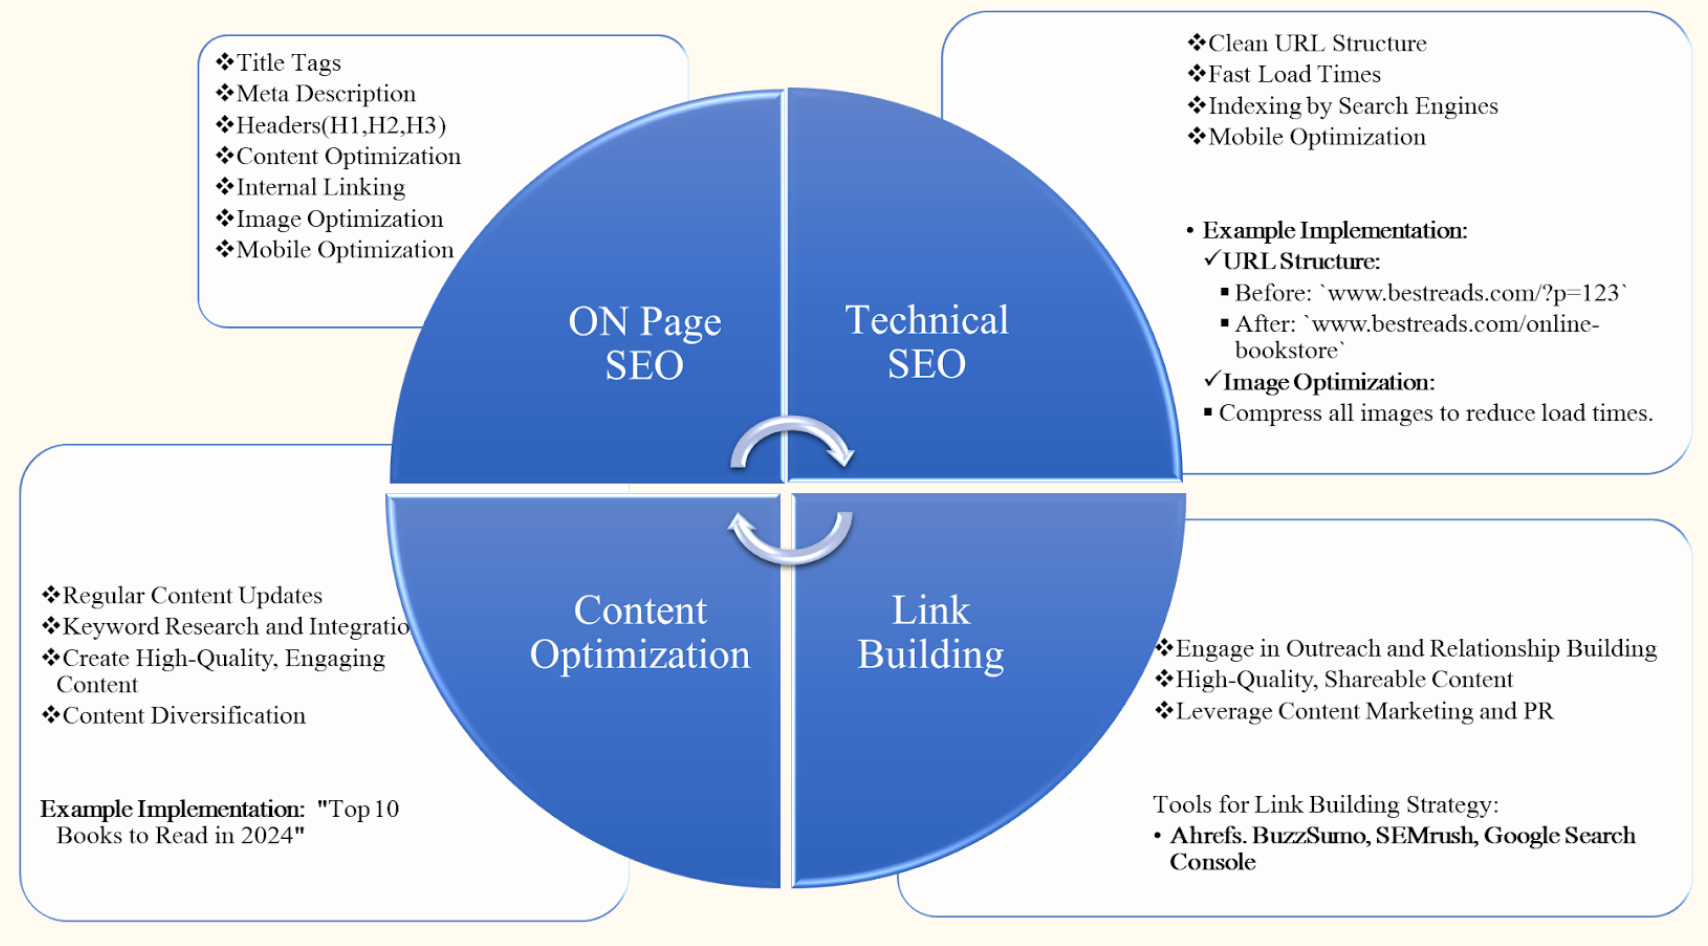 ❖Title Tags
❖Meta Description
❖Headers(H1,H2,H3)
❖Content Optimization
❖Internal Linking
❖Image Optimization
❖Mobile Optimization
ON Page
SEO
Technical
SEO
❖Clean URL Structure
❖Fast Load Times
❖Indexing by Search Engines
❖Mobile Optimization
• Example Implementation:
✓URL Structure:
▪ Before: `www.bestreads.com/?p=123`
▪ After: `www.bestreads.com/online-
bookstore`
✓Image Optimization:
▪ Compress all images to reduce load times.
❖Regular Content Updates
❖Keyword Research and Integratio
❖Create High-Quality, Engaging
Content
❖Content Diversification
Example Implementation: "Top 10
Books to Read in 2024"
Content
Optimization
Link
Building
❖Engage in Outreach and Relationship Building
❖High-Quality, Shareable Content
❖Leverage Content Marketing and PR
Tools for Link Building Strategy:
• Ahrefs. BuzzSumo, SEMrush, Google Search
Console